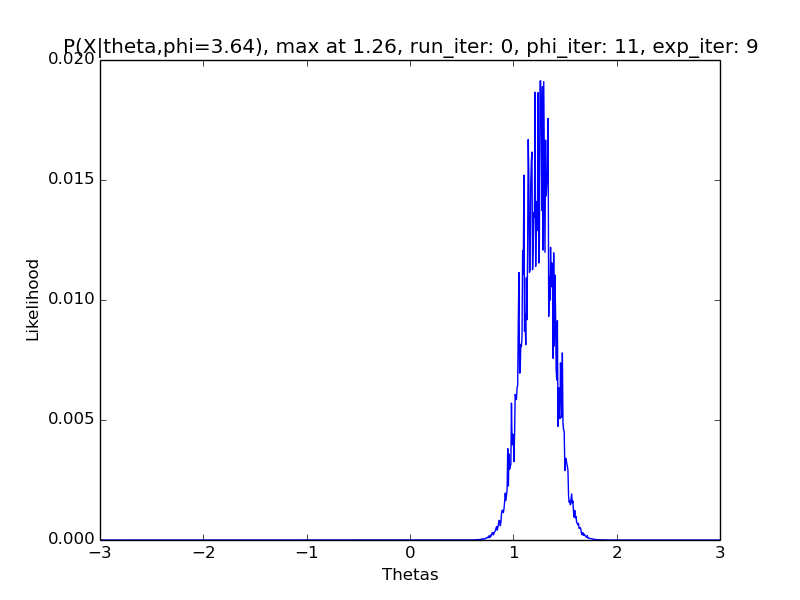 P(X|theta,phi=3.64), max at 1.26, run_iter: 0, phi_iter: 11, exp_iter: 9
0.020
0.015
0.010
0.005
0.000
Likelihood
−3 −2 −1 0 1 2 3
Thetas